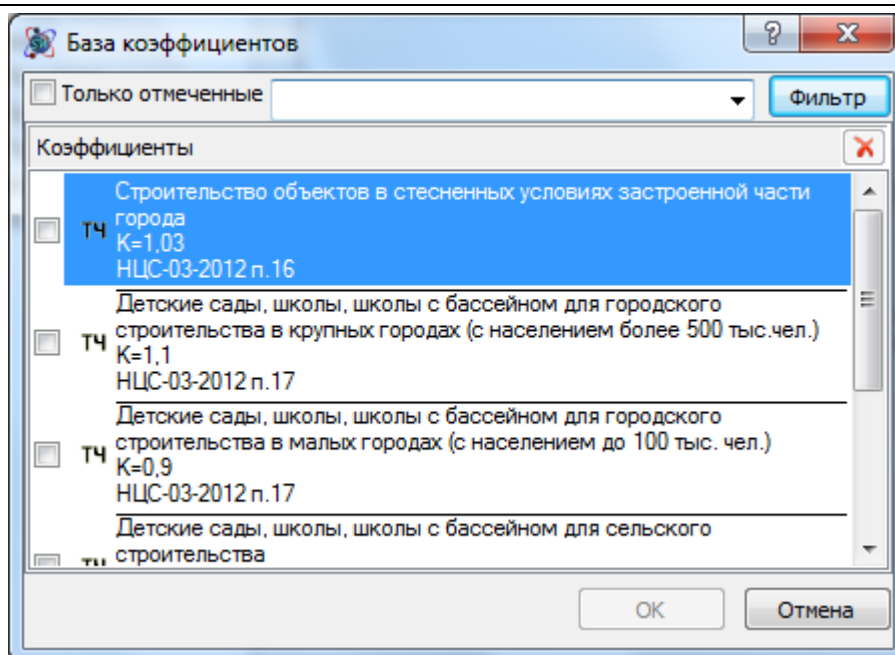 База коэффициентов
Только отмеченные
Фильтр
Коэффициенты
Строительство объектов в стесненных условиях застроенной части
города
К=1,03
НЦС-03-2012 п.16
ТЧ
Детские сады, школы, школы с бассейном для городского
строительства в крупных городах (с населением более 500 тыс.чел.)
К=1,1
НЦС-03-2012 п.17
ТЧ
Детские сады, школы, школы с бассейном для городского
строительства в малых городах (с населением до 100 тыс. чел.)
К=0,9
НЦС-03-2012 п.17
ТЧ
Детские сады, школы, школы с бассейном для сельского
строительства
ОК
Отмена